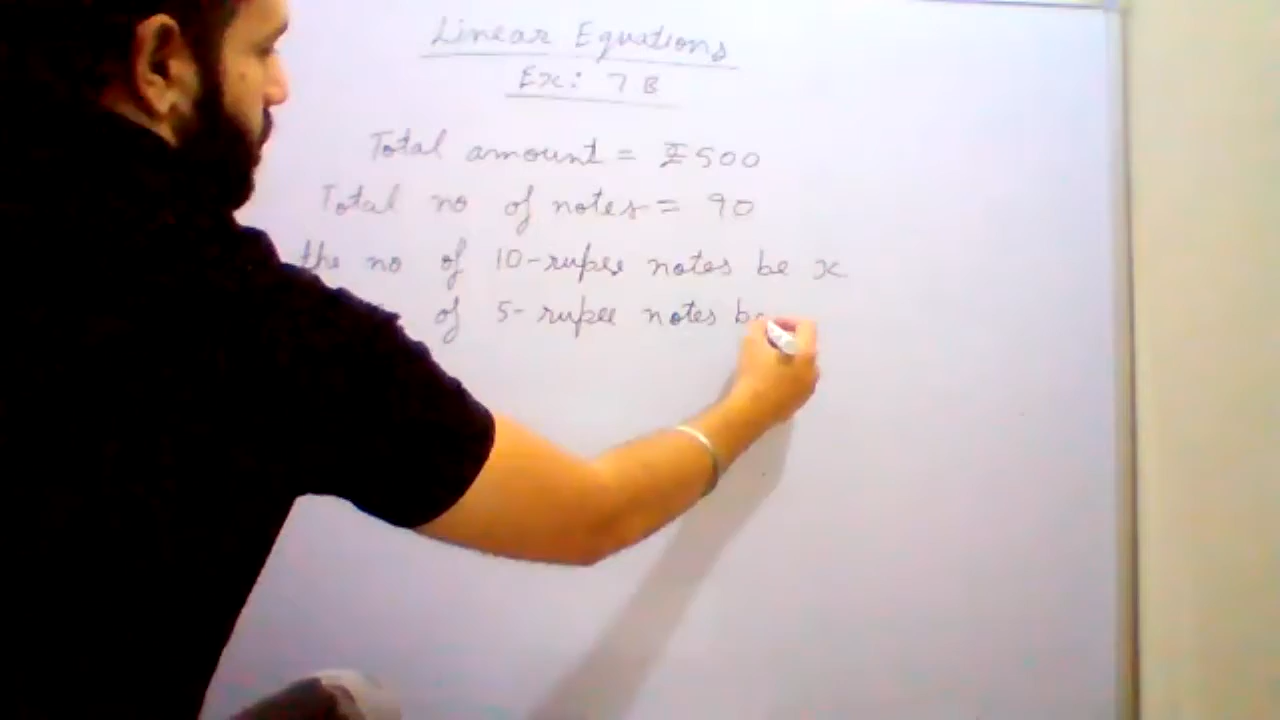 Linear Equations
Ex: 7B
Total amount = ₹500
Total no of notes = 90
the no of 10-rupee notes be x
of 5-rupee notes be